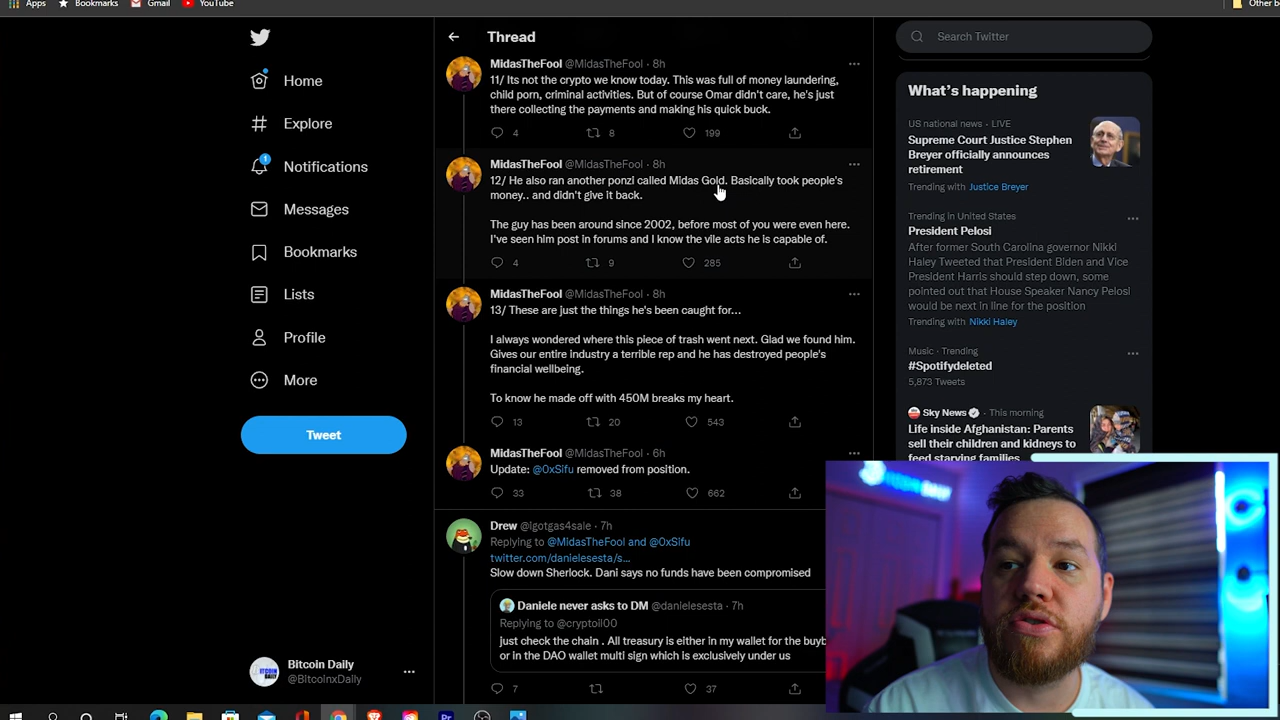 Apps
Bookmarks
Gmail
YouTube
Other b
Thread
Search Twitter
Home
Explore
Notifications
1
Messages
Bookmarks
Lists
Profile
More
Tweet
Bitcoin Daily
@BitcoinxDaily
MidasTheFool @MidasTheFool · 8h
11/ Its not the crypto we know today. This was full of money laundering,
child porn, criminal activities. But of course Omar didn't care, he's just
there collecting the payments and making his quick buck.
4 8 199
MidasTheFool @MidasTheFool · 8h
12/ He also ran another ponzi called Midas Gold. Basically took people's
money.. and didn't give it back.
The guy has been around since 2002, before most of you were even here.
I've seen him post in forums and I know the vile acts he is capable of.
4 9 285
MidasTheFool @MidasTheFool · 8h
13/ These are just the things he's been caught for...
I always wondered where this piece of trash went next. Glad we found him.
Gives our entire industry a terrible rep and he has destroyed people's
financial wellbeing.
To know he made off with 450M breaks my heart.
13 20 543
MidasTheFool @MidasTheFool · 6h
Update: @0xSifu removed from position.
33 38 662
Drew @Igotgas4sale · 7h
Replying to @MidasTheFool and @0xSifu
twitter.com/danielesesta/s...
Slow down Sherlock. Dani says no funds have been compromised
Daniele never asks to DM @danielesesta · 7h
Replying to @cryptoil00
just check the chain . All treasury is either in my wallet for the buyb
or in the DAO wallet multi sign which is exclusively under us
7 37
What's happening
US national news · LIVE
Supreme Court Justice Stephen
Breyer officially announces
retirement
Trending with Justice Breyer
Trending in United States
President Pelosi
After former South Carolina governor Nikki
Haley Tweeted that President Biden and Vice
President Harris should step down, some
pointed out that House Speaker Nancy Pelosi
would be next in line for the position
Trending with Nikki Haley
Music · Trending
#Spotifydeleted
5,873 Tweets
Sky News · This morning
Life inside Afghanistan: Parents
sell their children and kidneys to
feed starving families